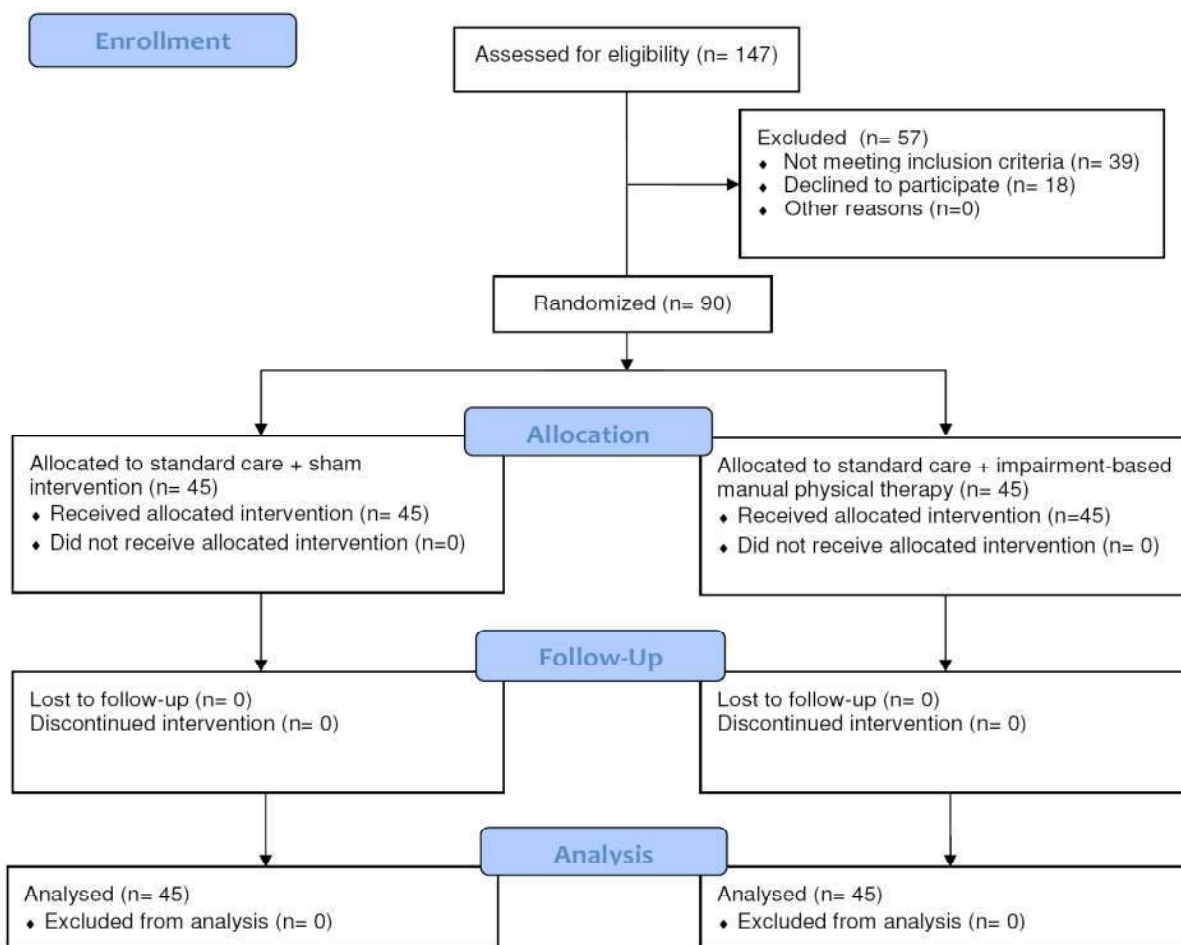 Enrollment
Assessed for eligibility (n= 147)
Excluded (n= 57)
♦ Not meeting inclusion criteria (n= 39)
♦ Declined to participate (n= 18)
♦ Other reasons (n=0)
Randomized (n= 90)
Allocation
Allocated to standard care + sham
intervention (n= 45)
♦ Received allocated intervention (n= 45)
♦ Did not receive allocated intervention (n=0)
Allocated to standard care + impairment-based
manual physical therapy (n= 45)
♦ Received allocated intervention (n=45)
♦ Did not receive allocated intervention (n= 0)
Follow-Up
Lost to follow-up (n= 0)
Discontinued intervention (n= 0)
Lost to follow-up (n= 0)
Discontinued intervention (n= 0)
Analysis
Analysed (n= 45)
♦ Excluded from analysis (n= 0)
Analysed (n= 45)
♦ Excluded from analysis (n= 0)